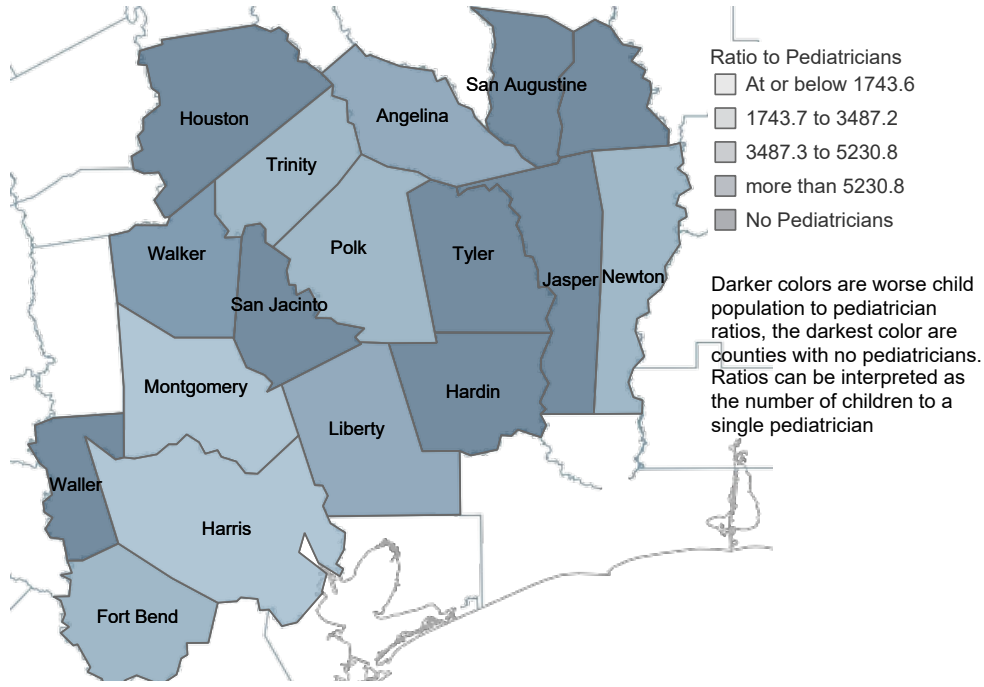 Ratio to Pediatricians
At or below 1743.6
1743.7 to 3487.2
3487.3 to 5230.8
more than 5230.8
No Pediatricians
Darker colors are worse child
population to pediatrician
ratios, the darkest color are
counties with no pediatricians.
Ratios can be interpreted as
the number of children to a
single pediatrician
San Augustine
Houston
Angelina
Trinity
Walker
Polk
Tyler
San Jacinto
Jasper
Newton
Montgomery
Hardin
Liberty
Waller
Harris
Fort Bend